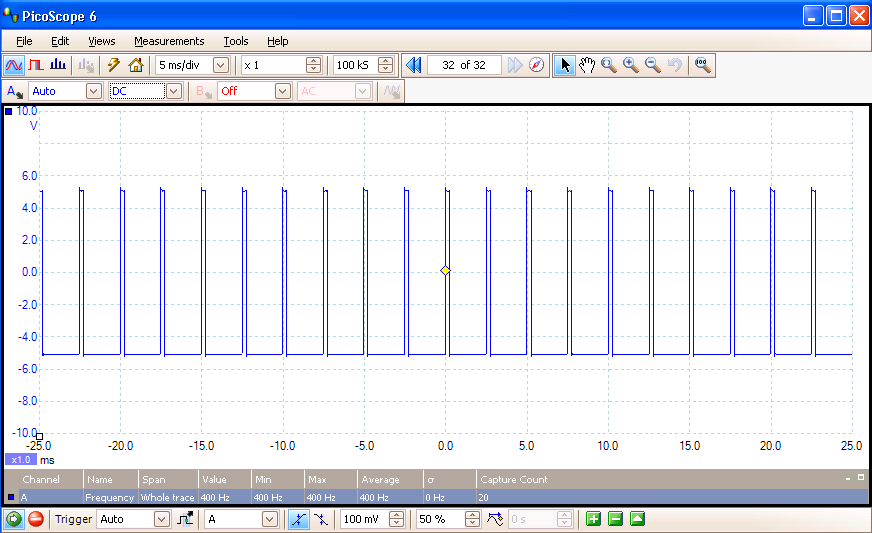 PicoScope 6
File Edit Views Measurements Tools Help
5 ms/div x 1 100 kS 32 of 32
A Auto DC B Off AC
10.0
V
6.0
4.0
2.0
0.0
-2.0
-4.0
-6.0
-8.0
-10.0
-25.0 -20.0 -15.0 -10.0 -5.0 0.0 5.0 10.0 15.0 20.0 25.0
x1.0 ms
Channel Name Span Value Min Max Average σ Capture Count
A Frequency Whole trace 400 Hz 400 Hz 400 Hz 400 Hz 0 Hz 20
Trigger Auto A 100 mV 50 % 0 s